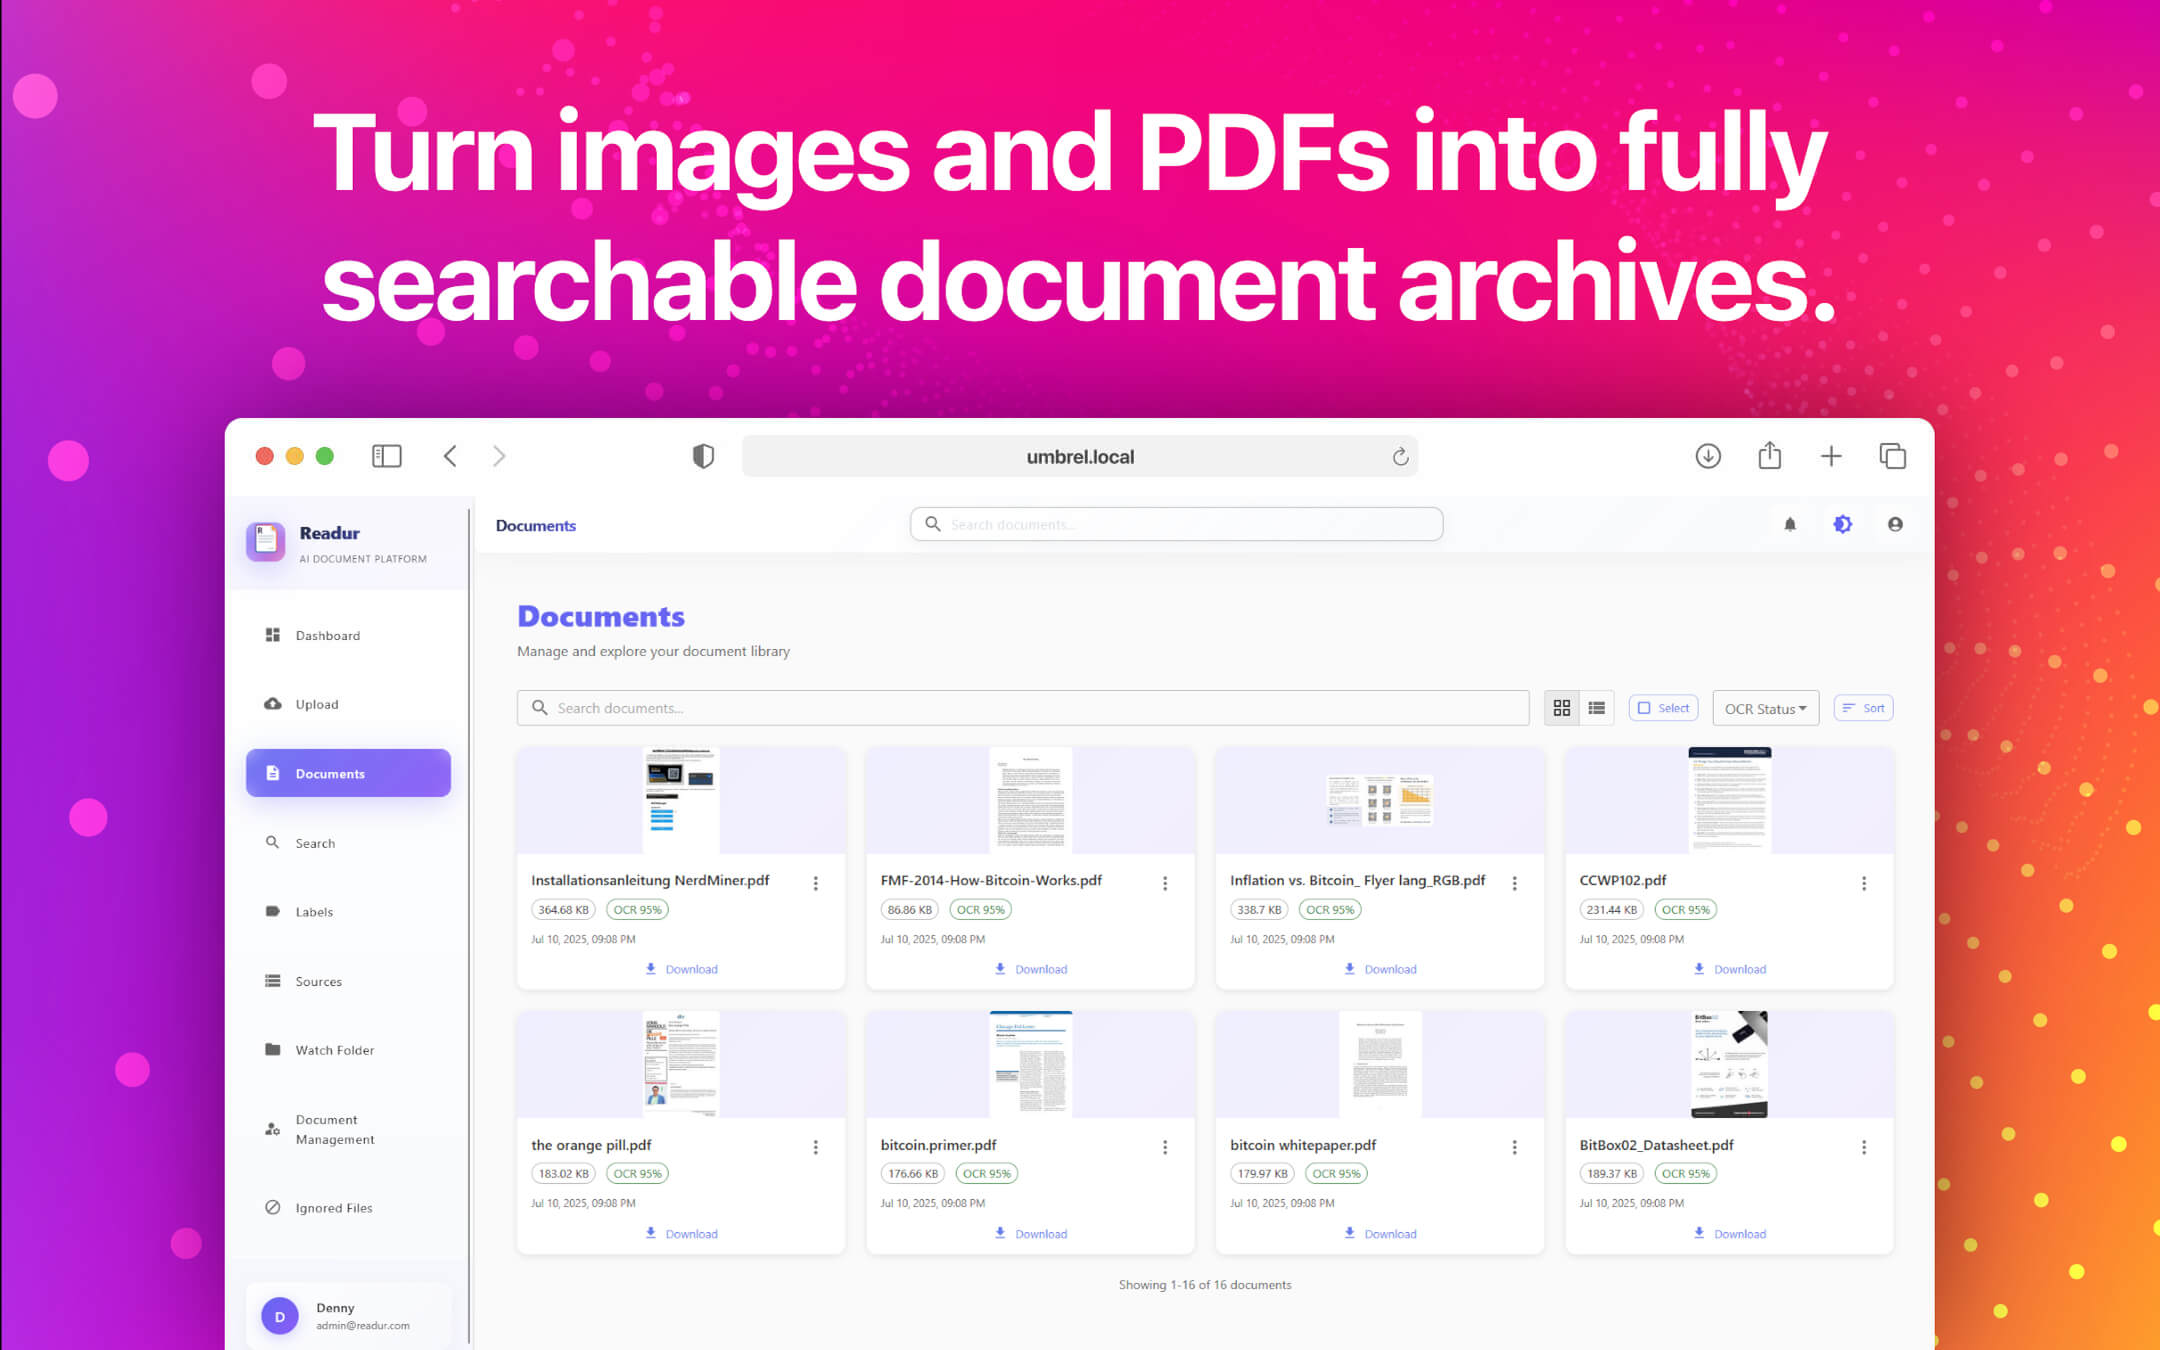 Turn images and PDFs into fully
searchable document archives.
umbrel.local
Readur
AI DOCUMENT PLATFORM
Documents
Search documents...
Dashboard
Upload
Documents
Search
Labels
Sources
Watch Folder
Document
Management
Ignored Files
Denny
admin@readur.com
D
Documents
Manage and explore your document library
Search documents...
Select
OCR Status
Sort
Installationsanleitung NerdMiner.pdf
364.68 KB OCR 95%
Jul 10, 2025, 09:08 PM
Download
FMF-2014-How-Bitcoin-Works.pdf
86.86 KB OCR 95%
Jul 10, 2025, 09:08 PM
Download
Inflation vs. Bitcoin_ Flyer lang_RGB.pdf
338.7 KB OCR 95%
Jul 10, 2025, 09:08 PM
Download
CCWP102.pdf
231.44 KB OCR 95%
Jul 10, 2025, 09:08 PM
Download
the orange pill.pdf
183.02 KB OCR 95%
Jul 10, 2025, 09:08 PM
Download
bitcoin.primer.pdf
176.66 KB OCR 95%
Jul 10, 2025, 09:08 PM
Download
bitcoin whitepaper.pdf
179.97 KB OCR 95%
Jul 10, 2025, 09:08 PM
Download
BitBox02
BitBox02_Datasheet.pdf
189.37 KB OCR 95%
Jul 10, 2025, 09:08 PM
Download
Showing 1-16 of 16 documents